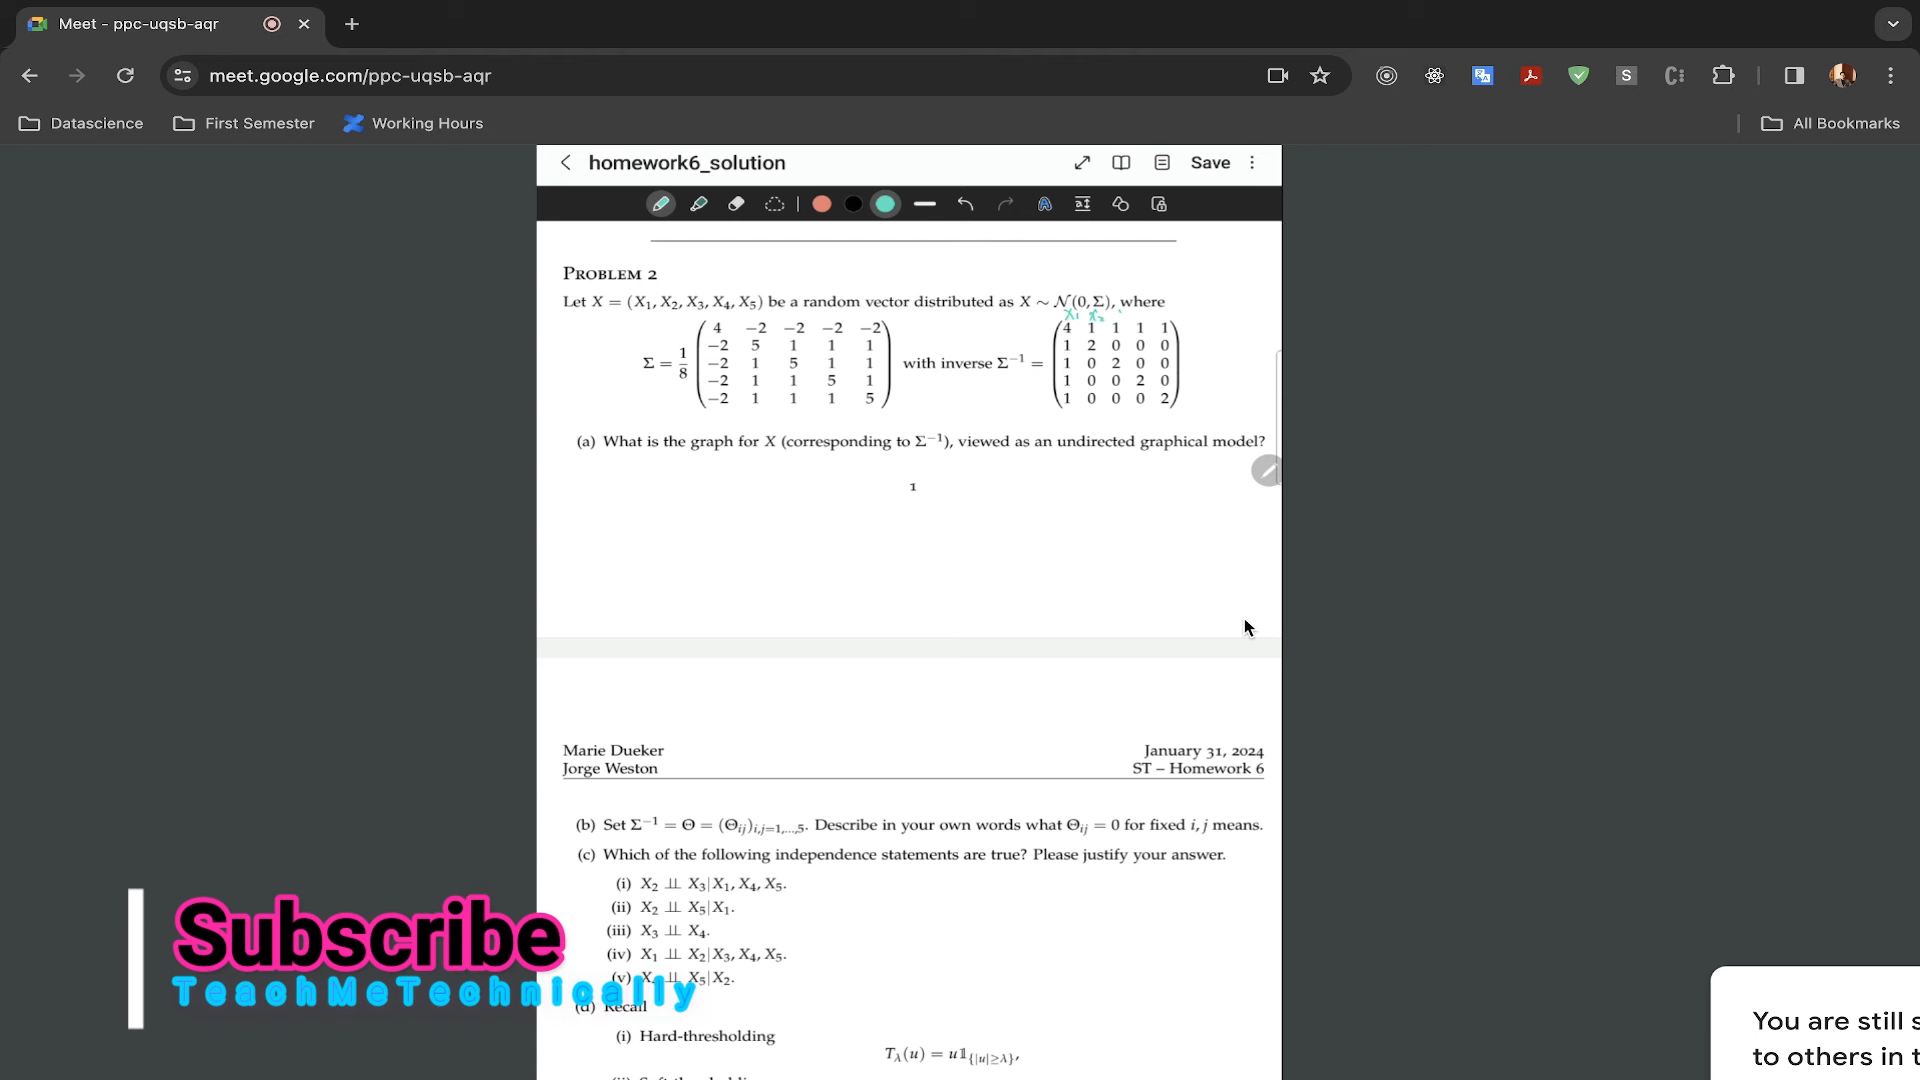 Meet - ppc-uqsb-aqr
meet.google.com/ppc-uqsb-aqr
Datascience
First Semester
Working Hours
All Bookmarks
homework6_solution
Save
PROBLEM 2
Let X = (X₁, X₂, X₃, X₄, X₅) be a random vector distributed as X ∼ 𝒩(0, Σ), where
X₁ X₂
4 −2 −2 −2 −2
−2 5 1 1 1
Σ = 1/8
−2 1 5 1 1
−2 1 1 5 1
−2 1 1 1 5
with inverse Σ⁻¹ =
4 1 1 1 1
1 2 0 0 0
1 0 2 0 0
1 0 0 2 0
1 0 0 0 2
(a) What is the graph for X (corresponding to Σ⁻¹), viewed as an undirected graphical model?
1
Marie Dueker
January 31, 2024
Jorge Weston
ST – Homework 6
(b) Set Σ⁻¹ = Θ = (Θᵢⱼ)ᵢ,ⱼ₌₁,...,₅. Describe in your own words what Θᵢⱼ = 0 for fixed i, j means.
(c) Which of the following independence statements are true? Please justify your answer.
(i) X₂ ⫫ X₃|X₁, X₄, X₅.
(ii) X₂ ⫫ X₅|X₁.
(iii) X₃ ⫫ X₄.
(iv) X₁ ⫫ X₂|X₃, X₄, X₅.
(v) ⫫ X₅|X₂.
(d) Recall
(i) Hard-thresholding
T_λ(u) = u𝟙_{|u|≥λ},
Subscribe
TeachMeTechnically
You are still
to others in